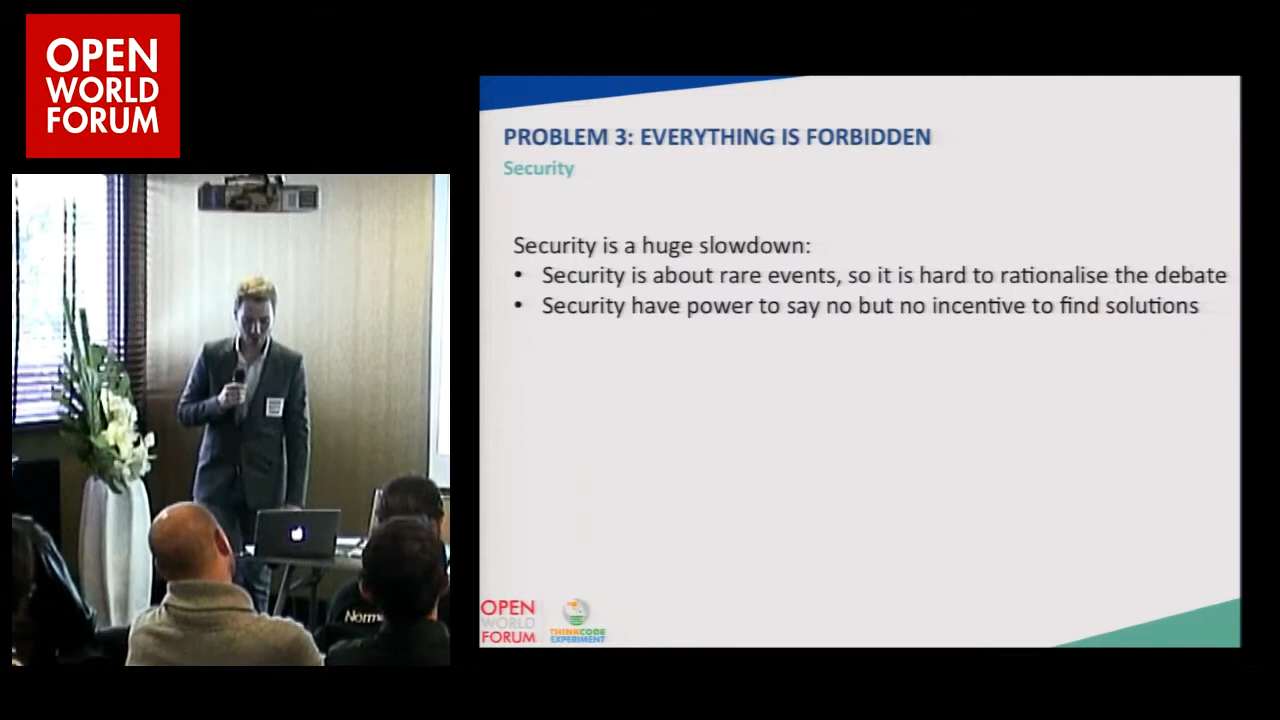 OPEN
WORLD
FORUM
PROBLEM 3: EVERYTHING IS FORBIDDEN
Security
Security is a huge slowdown:
• Security is about rare events, so it is hard to rationalise the debate
• Security have power to say no but no incentive to find solutions
OPEN
WORLD
FORUM
THINKCODE
EXPERIMENT